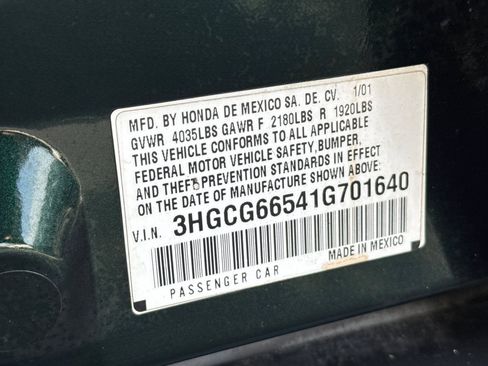 MFD. BY HONDA DE MEXICO SA. DE. CV. 1/01
GVWR 4035LBS GAWR F 2180LBS R 1920LBS
THIS VEHICLE CONFORMS TO ALL APPLICABLE
FEDERAL MOTOR VEHICLE SAFETY, BUMPER,
AND THEFT PREVENTION STANDARDS IN EFFECT
ON THE DATE OF MANUFACTURE SHOWN ABOVE.
V.I.N. 3HGCG66541G701640
MADE IN MEXICO
PASSENGER CAR